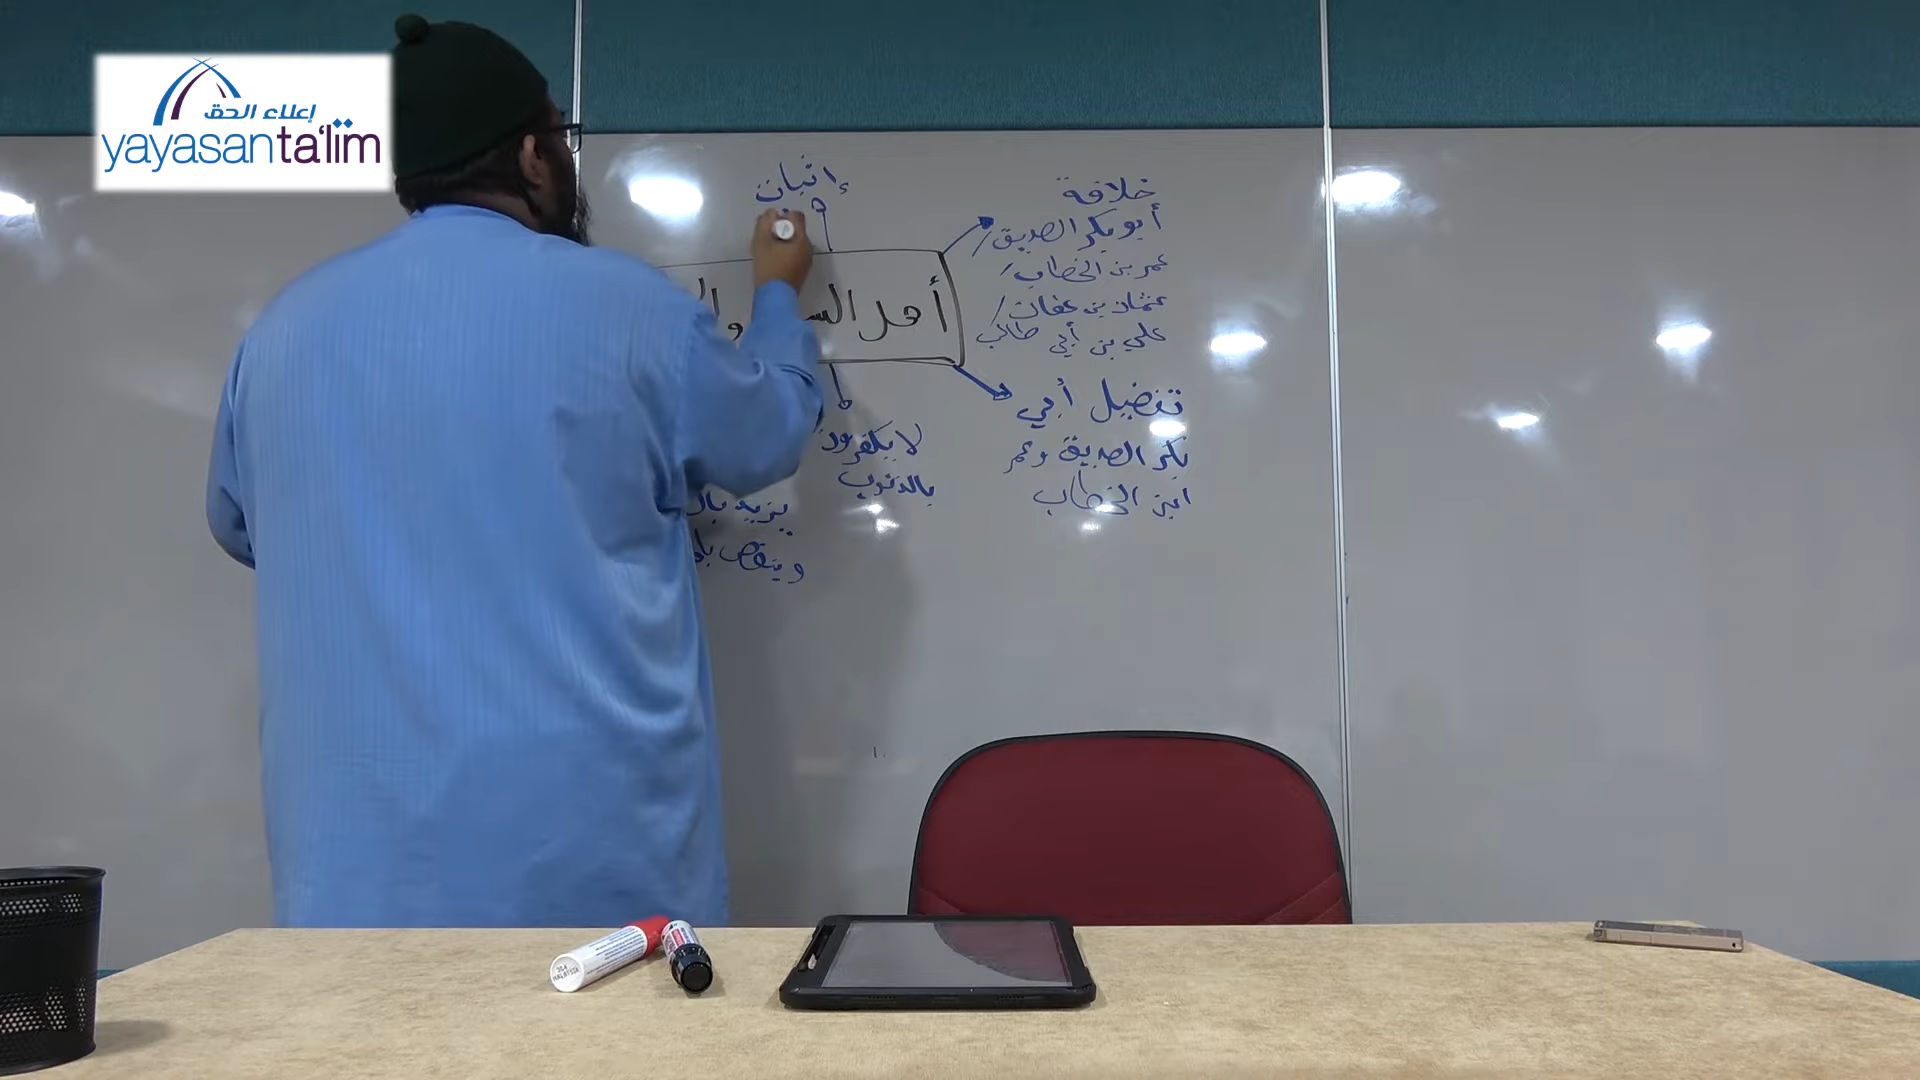 إعلاء الحق
yayasanta'lim
إثبات
خلافة
أبو بكر الصديق
عمر بن الخطاب
عثمان بن عفان
علي بن أبي طالب
أهل الس وال
تفضيل أبي
بكر الصديق وعمر
ابن الخطاب
لا يكفرون
بالذنوب
يزيد بال
وينقص بال